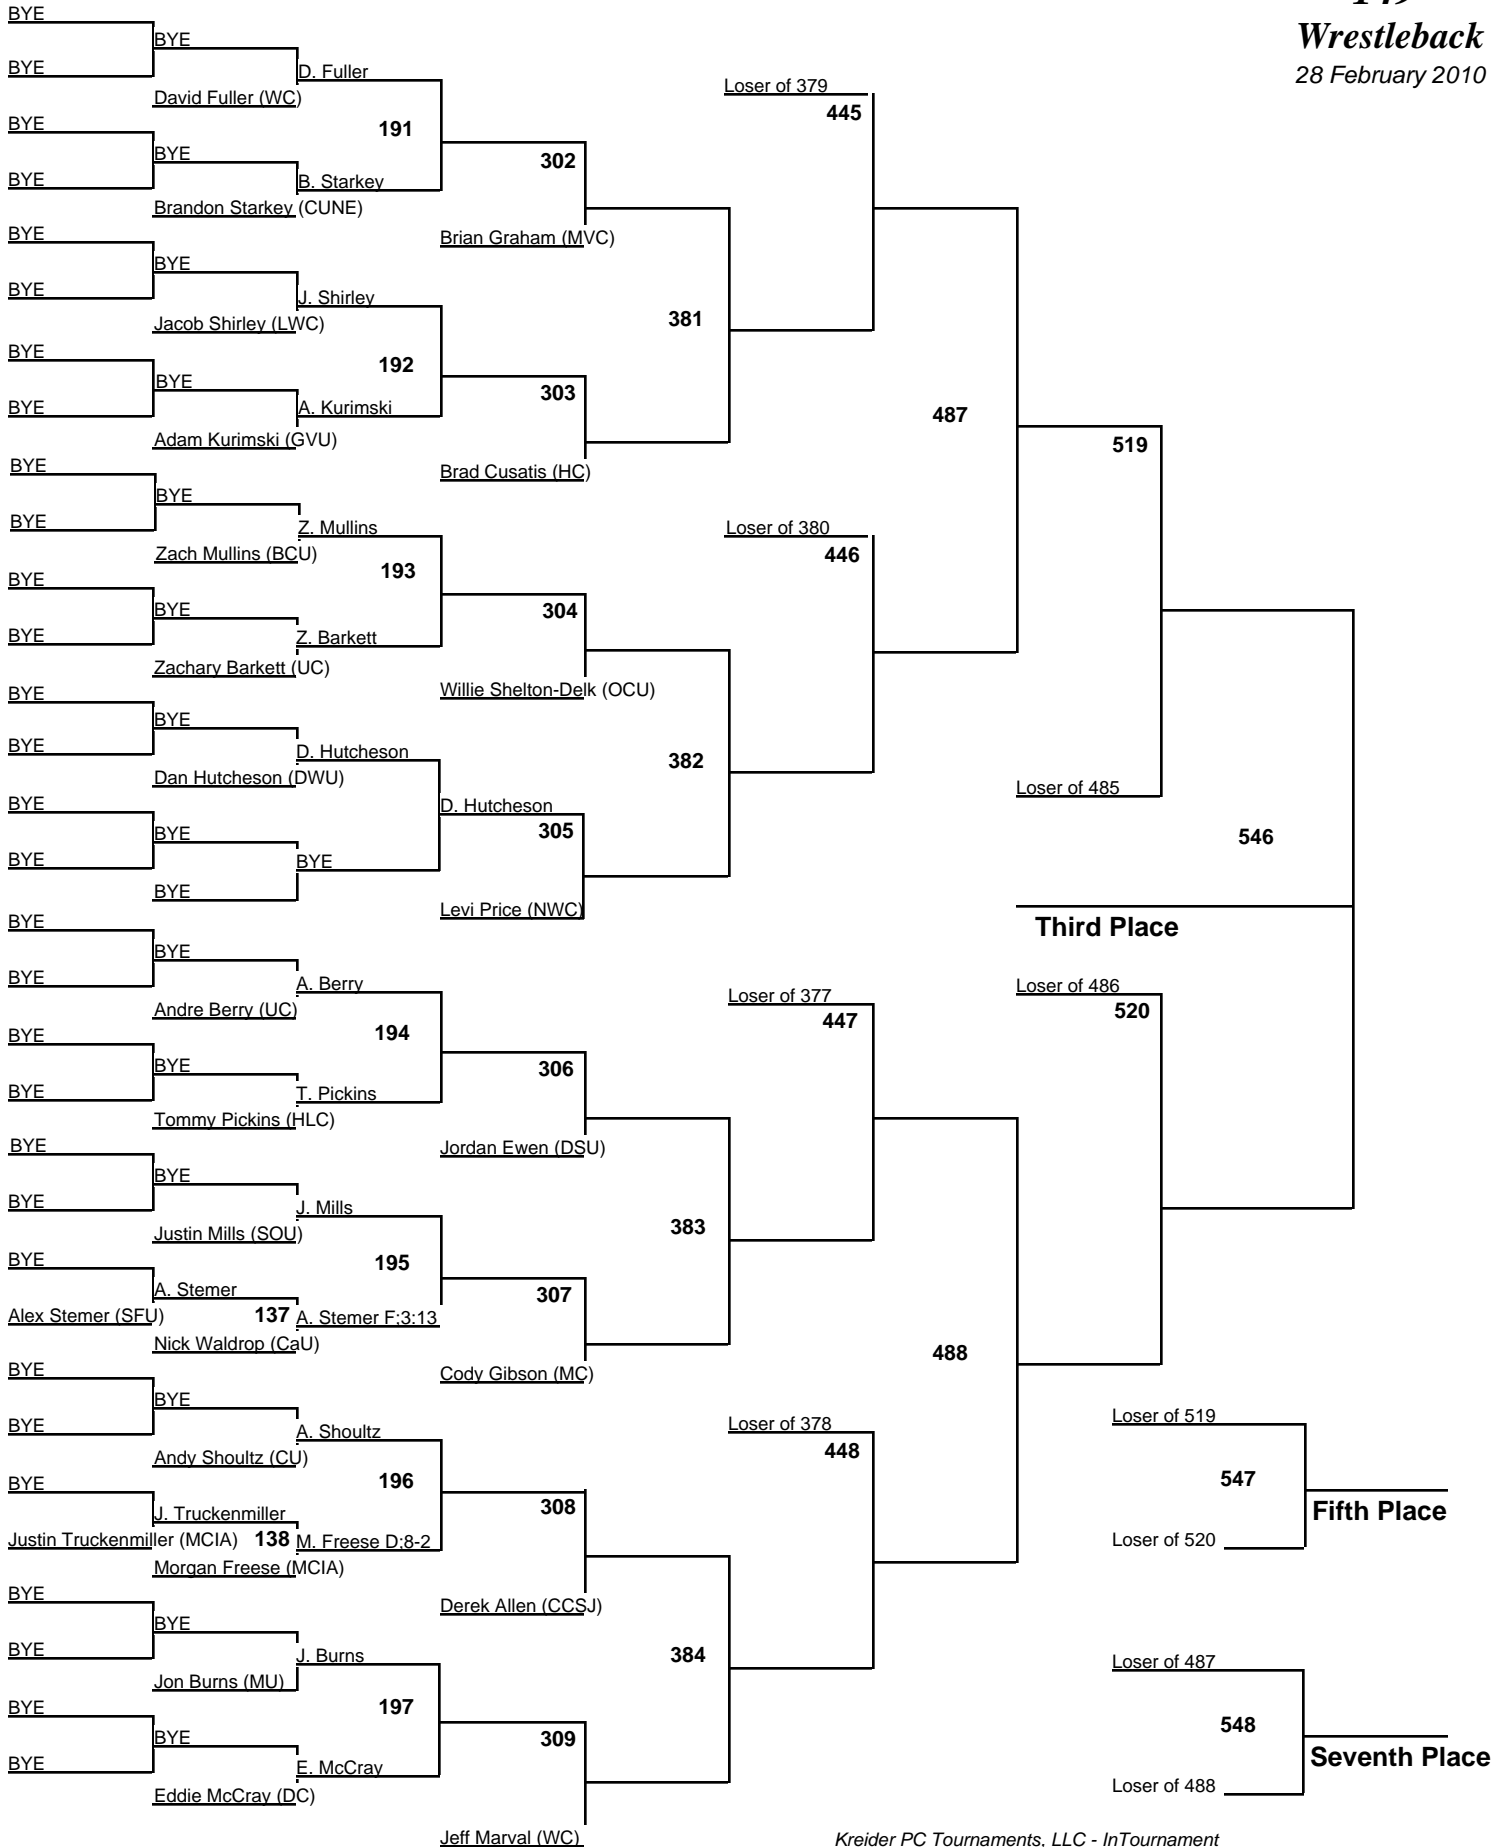 Wrestleback
28 February 2010
BYE
BYE
BYE
D. Fuller
David Fuller (WC)
191
BYE
BYE
BYE
B. Starkey
Brandon Starkey (CUNE)
302
Brian Graham (MVC)
BYE
BYE
BYE
J. Shirley
Jacob Shirley (LWC)
192
BYE
BYE
BYE
A. Kurimski
Adam Kurimski (GVU)
303
Brad Cusatis (HC)
381
Loser of 379
445
BYE
BYE
BYE
Z. Mullins
Zach Mullins (BCU)
193
BYE
BYE
BYE
Z. Barkett
Zachary Barkett (UC)
304
Willie Shelton-Delk (OCU)
BYE
BYE
BYE
D. Hutcheson
Dan Hutcheson (DWU)
D. Hutcheson
305
BYE
BYE
BYE
BYE
BYE
Levi Price (NWC)
382
Loser of 380
446
487
519
Loser of 485
546
Third Place
BYE
BYE
BYE
A. Berry
Andre Berry (UC)
194
BYE
BYE
BYE
T. Pickins
Tommy Pickins (HLC)
306
Jordan Ewen (DSU)
BYE
BYE
BYE
J. Mills
Justin Mills (SOU)
195
BYE
A. Stemer
Alex Stemer (SFU)
137
A. Stemer F;3:13
Nick Waldrop (CaU)
307
Cody Gibson (MC)
383
Loser of 377
447
Loser of 486
520
BYE
BYE
BYE
A. Shoultz
Andy Shoultz (CU)
196
BYE
J. Truckenmiller
Justin Truckenmiller (MCIA)
138
M. Freese D;8-2
Morgan Freese (MCIA)
308
Derek Allen (CCSJ)
BYE
BYE
BYE
J. Burns
Jon Burns (MU)
197
BYE
BYE
BYE
E. McCray
Eddie McCray (DC)
309
Jeff Marval (WC)
384
Loser of 378
448
488
Loser of 519
547
Fifth Place
Loser of 520
Loser of 487
548
Seventh Place
Loser of 488
Kreider PC Tournaments, LLC - InTournament